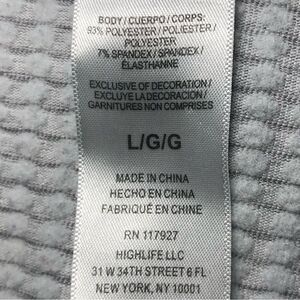 BODY/ CUERPO/ CORPS:
93% POLYESTER/ POLIESTER/
POLYESTER
7% SPANDEX/ SPANDEX/
ÉLASTHANNE
EXCLUSIVE OF DECORATION/
EXCLUYE LA DECORACION/
GARNITURES NON COMPRISES
L/G/G
MADE IN CHINA
HECHO EN CHINA
FABRIQUÉ EN CHINE
RN 117927
HIGHLIFE LLC
31 W 34TH STREET 6 FL
NEW YORK, NY 10001